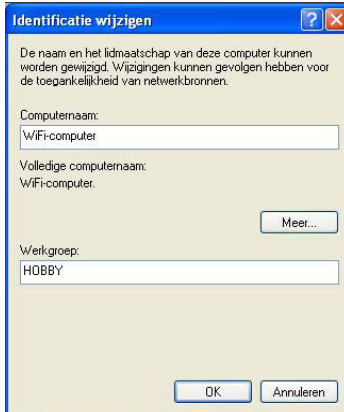 Identificatie wijzigen
De naam en het lidmaatschap van deze computer kunnen
worden gewijzigd. Wijzigingen kunnen gevolgen hebben voor
de toegankelijkheid van netwerkbronnen.
Computernaam:
WiFi-computer
Volledige computernaam:
WiFi-computer.
Meer...
Werkgroep:
HOBBY
OK
Annuleren